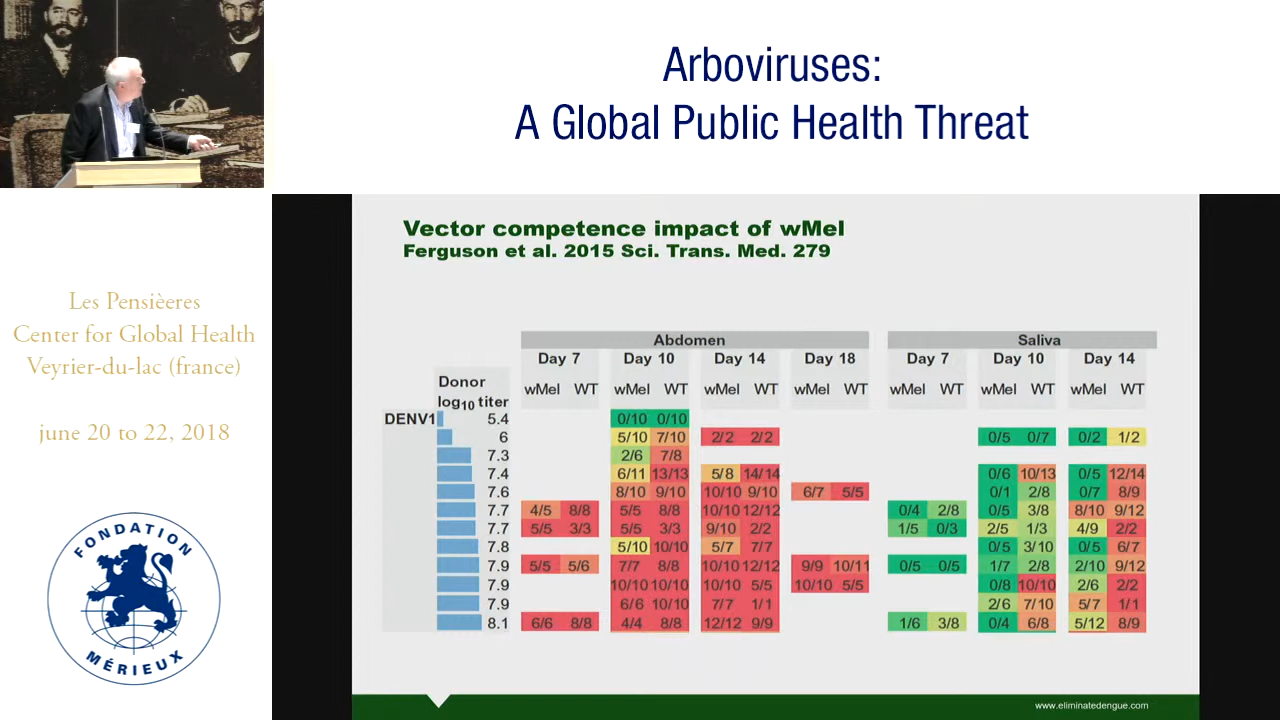 Arboviruses:
A Global Public Health Threat
Les Pensièeres
Center for Global Health
Veyrier-du-lac (france)
june 20 to 22, 2018
FONDATION
MÉRIEUX
Vector competence impact of wMel
Ferguson et al. 2015 Sci. Trans. Med. 279
Abdomen Saliva
Day 7 Day 10 Day 14 Day 18 Day 7 Day 10 Day 14
Donor
log10 titer
wMel WT wMel WT wMel WT wMel WT wMel WT wMel WT wMel WT
DENV1 5.4 0/10 0/10
6 5/10 7/10 2/2 2/2 0/5 0/7 0/2 1/2
7.3 2/6 7/8
7.4 6/11 13/13 5/8 14/14 0/6 10/13 0/5 12/14
7.6 8/10 9/10 10/10 9/10 6/7 5/5 0/1 2/8 0/7 8/9
7.7 4/5 8/8 5/5 8/8 10/10 12/12 0/4 2/8 0/5 3/8 8/10 9/12
7.7 5/5 3/3 5/5 3/3 9/10 2/2 1/5 0/3 2/5 1/3 4/9 2/2
7.8 5/10 10/10 5/7 7/7 0/5 3/10 0/5 6/7
7.9 5/5 5/6 7/7 8/8 10/10 12/12 9/9 10/11 0/5 0/5 1/7 2/8 2/10 9/12
7.9 10/10 10/10 10/10 5/5 10/10 5/5 0/8 10/10 2/6 2/2
7.9 6/6 10/10 7/7 1/1 2/6 7/10 5/7 1/1
8.1 6/6 8/8 4/4 8/8 12/12 9/9 1/6 3/8 0/4 6/8 5/12 8/9
www.eliminatedengue.com